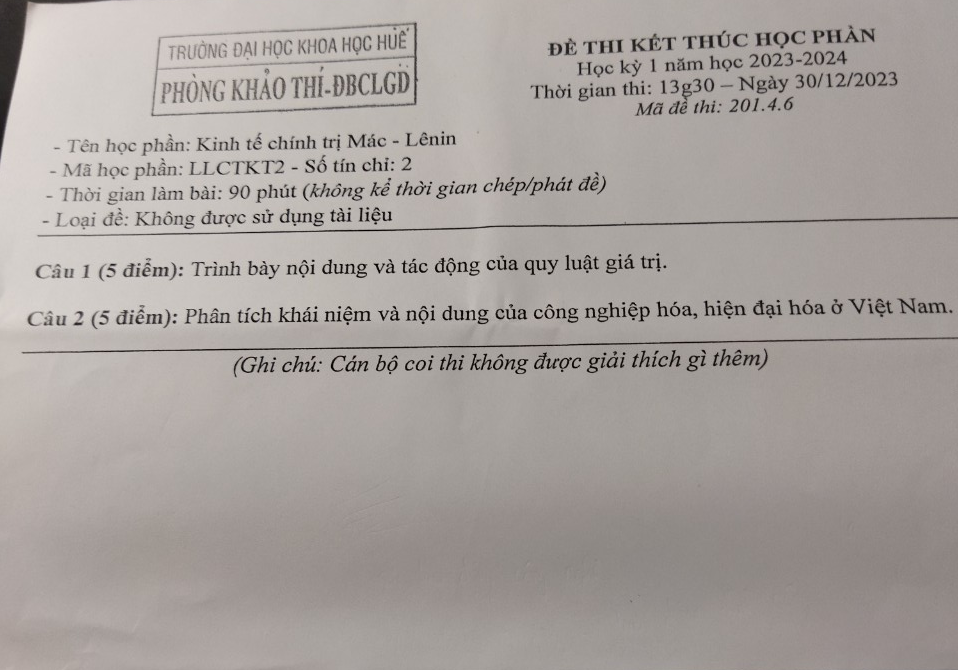 TRƯỜNG ĐẠI HỌC KHOA HỌC HUẾ
PHÒNG KHẢO THÍ-ĐBCLGD
ĐỀ THI KẾT THÚC HỌC PHẦN
Học kỳ 1 năm học 2023-2024
Thời gian thi: 13g30 – Ngày 30/12/2023
Mã đề thi: 201.4.6
- Tên học phần: Kinh tế chính trị Mác - Lênin
- Mã học phần: LLCTKT2 - Số tín chỉ: 2
- Thời gian làm bài: 90 phút (không kể thời gian chép/phát đề)
- Loại đề: Không được sử dụng tài liệu
Câu 1 (5 điểm): Trình bày nội dung và tác động của quy luật giá trị.
Câu 2 (5 điểm): Phân tích khái niệm và nội dung của công nghiệp hóa, hiện đại hóa ở Việt Nam.
(Ghi chú: Cán bộ coi thi không được giải thích gì thêm)